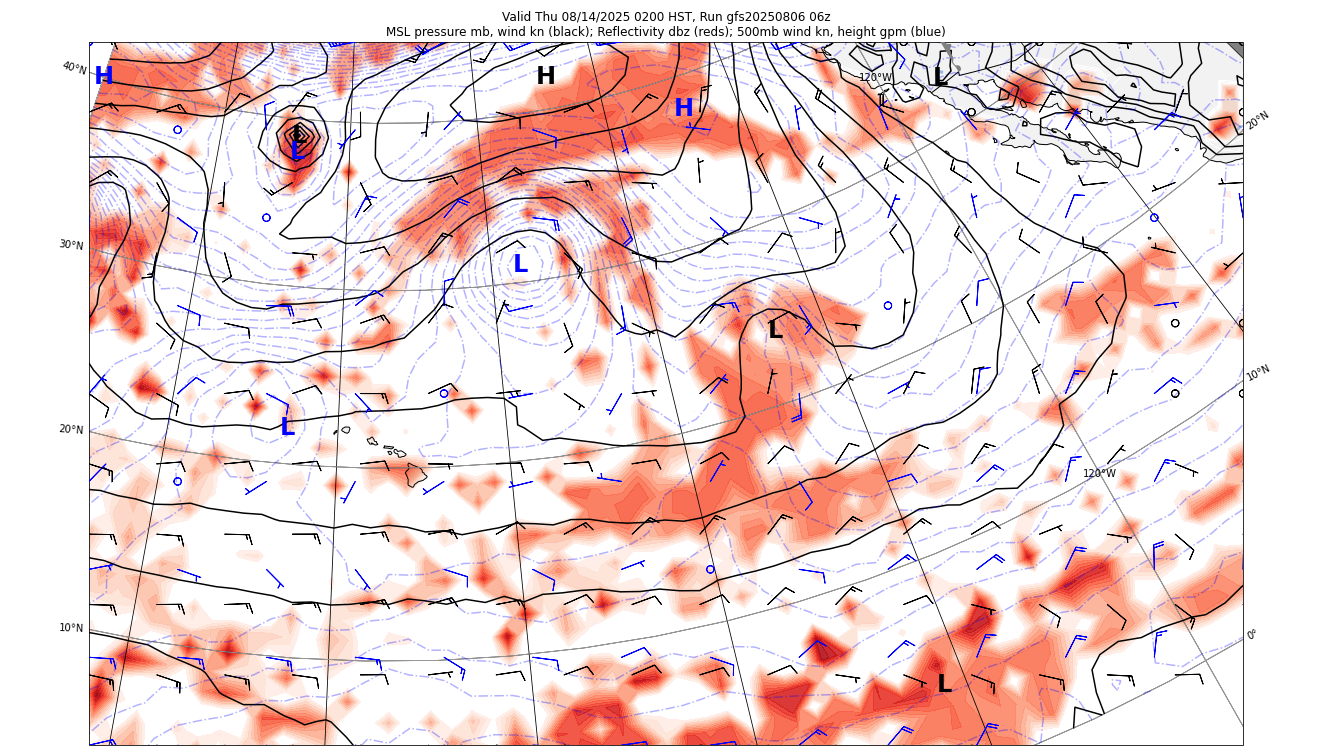 Valid Thu 08/14/2025 0200 HST, Run gfs20250806 06z
MSL pressure mb, wind kn (black); Reflectivity dbz (reds); 500mb wind kn, height gpm (blue)
40°N
H
H
120°W
L
H
20°N
L
L
30°N
L
L
10°N
20°N
L
120°W
10°N
0°
L